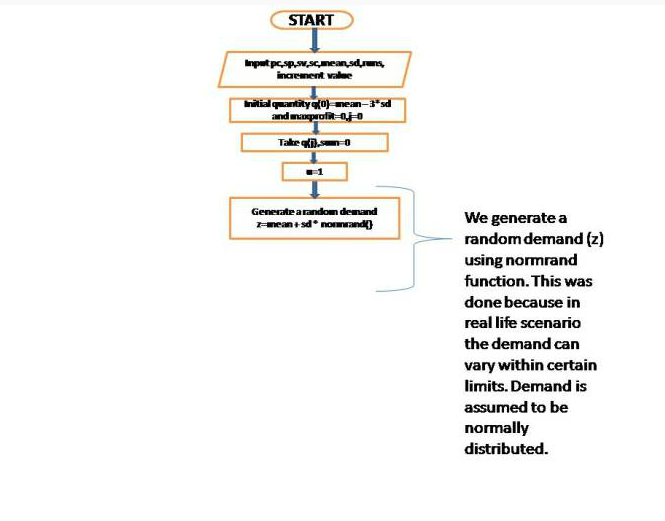 START
Input pc,sp,sv,sc,mean,sd,runs,
increment value
Initial quantity q(0)=mean-3*sd
and maxprofit=0,j=0
Take q(j),sum=0
n=1
Generate a random demand
z=mean+sd* normrand()
We generate a
random demand (z)
using normrand
function. This was
done because in
real life scenario
the demand can
vary within certain
limits. Demand is
assumed to be
normally
distributed.